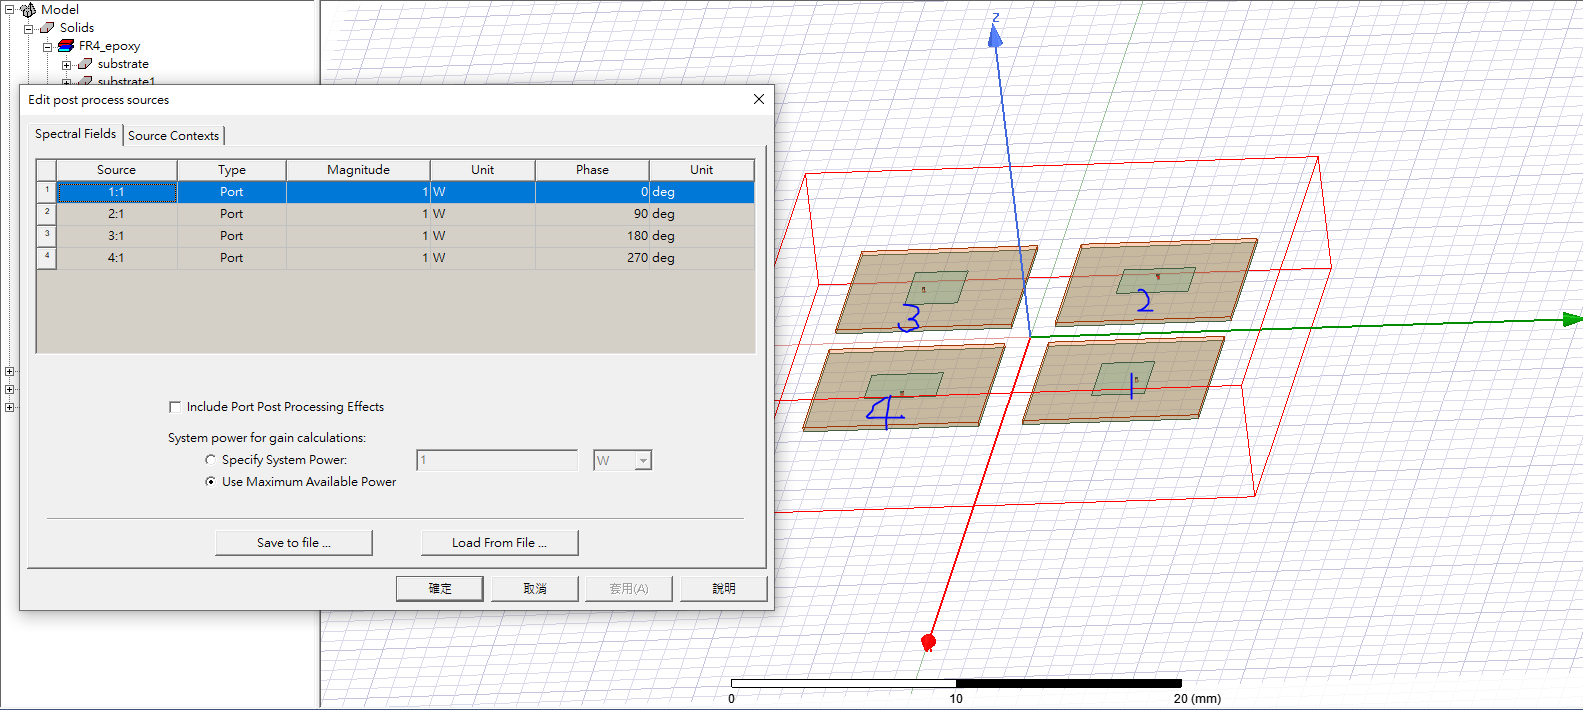 Model
Solids
FR4_epoxy
substrate
substrate1
Edit post process sources
Spectral Fields Source Contexts
Source Type Magnitude Unit Phase Unit
1 1:1 Port 1 W 0 deg
2 2:1 Port 1 W 90 deg
3 3:1 Port 1 W 180 deg
4 4:1 Port 1 W 270 deg
Include Port Post Processing Effects
System power for gain calculations:
Specify System Power: 1 W
Use Maximum Available Power
Save to file ... Load From File ...
確定 取消 套用(A) 說明
Z
3 2
4 1
0 10 20 (mm)